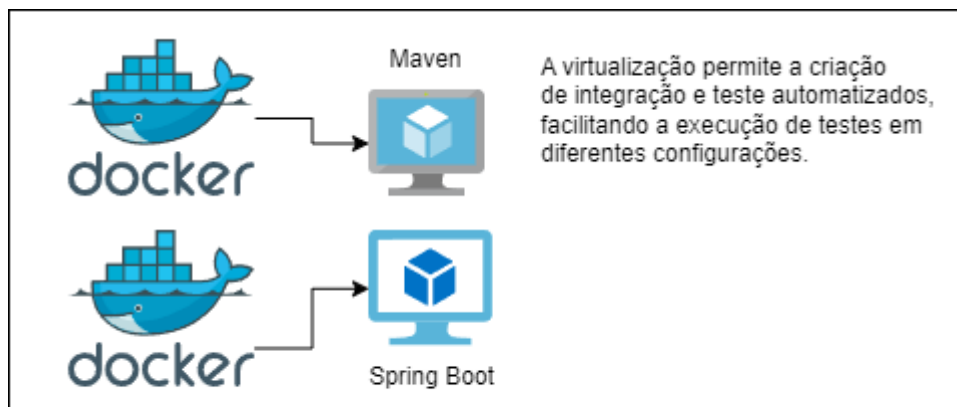 docker
Maven
A virtualização permite a criação
de integração e teste automatizados,
facilitando a execução de testes em
diferentes configurações.
docker
Spring Boot